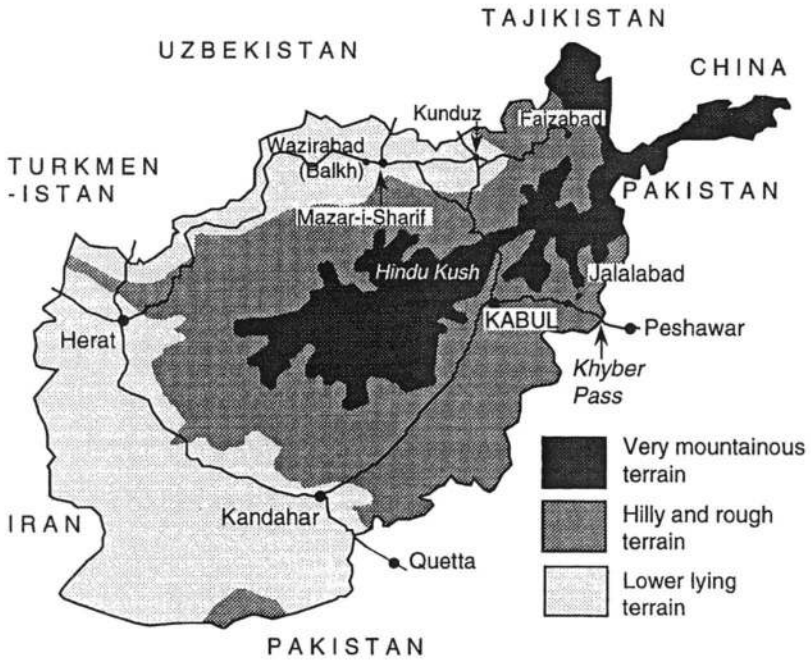 TAJIKISTAN
UZBEKISTAN
CHINA
Kunduz
Faizabad
Wazirabad
(Balkh)
TURKMEN
-ISTAN
PAKISTAN
Mazar-i-Sharif
Hindu Kush
Jalalabad
KABUL
Peshawar
Herat
Khyber
Pass
Very mountainous
terrain
Kandahar
IRAN
Hilly and rough
terrain
Quetta
Lower lying
terrain
PAKISTAN